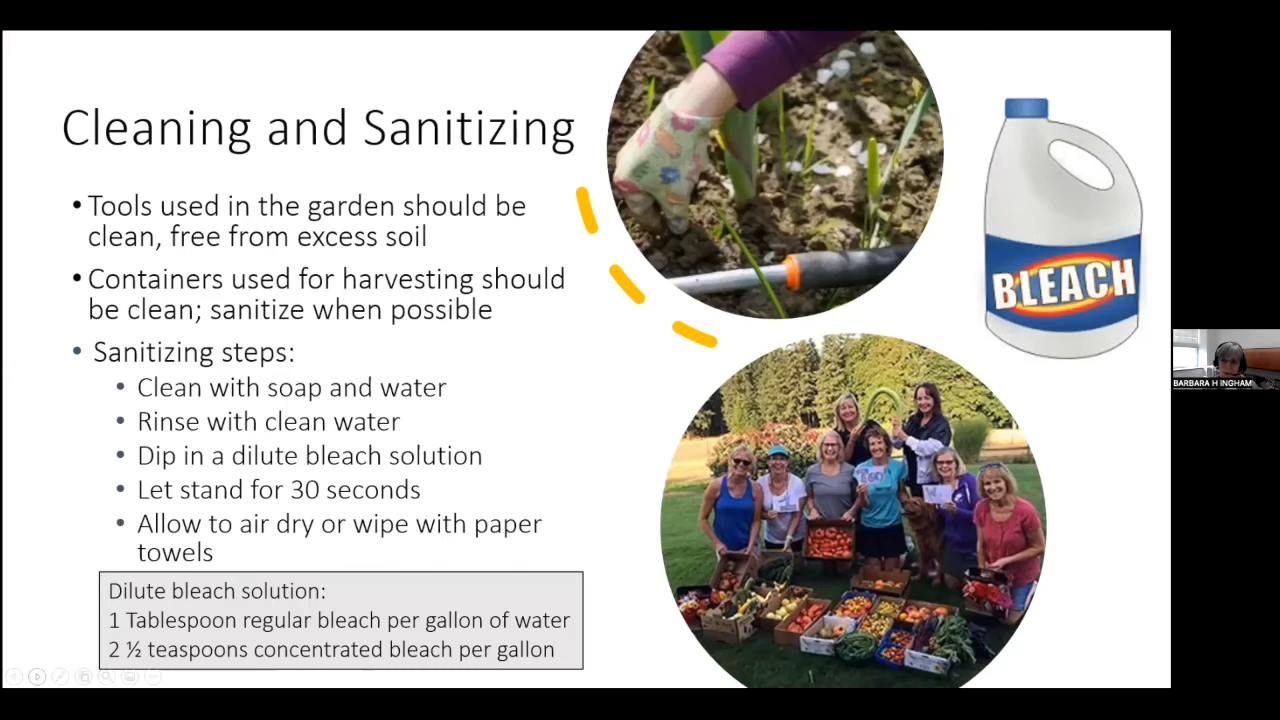 Cleaning and Sanitizing
• Tools used in the garden should be
clean, free from excess soil
• Containers used for harvesting should
be clean; sanitize when possible
• Sanitizing steps:
• Clean with soap and water
• Rinse with clean water
• Dip in a dilute bleach solution
• Let stand for 30 seconds
• Allow to air dry or wipe with paper
towels
Dilute bleach solution:
1 Tablespoon regular bleach per gallon of water
2 ½ teaspoons concentrated bleach per gallon
BLEACH
BARBARA H INGHAM